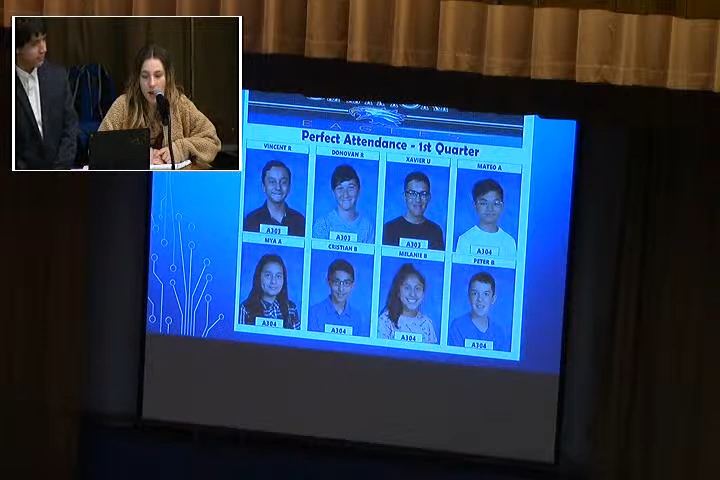 EAGLES
Perfect Attendance - 1st Quarter
VINCENT R
DONOVAN R
XAVIER U
MATEO A
A303
A303
A303
A304
MYA A
CRISTIAN B
MELANIE B
PETER B
A304
A304
A304
A304